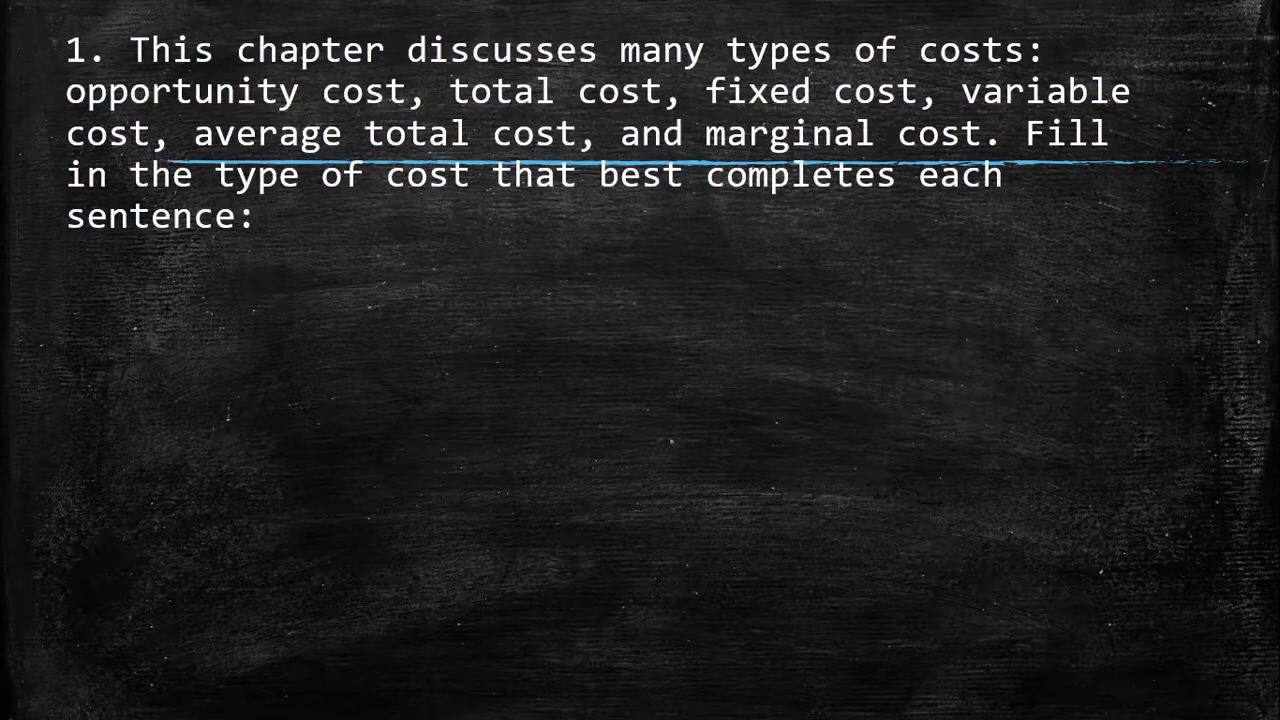 1. This chapter discusses many types of costs:
opportunity cost, total cost, fixed cost, variable
cost, average total cost, and marginal cost. Fill
in the type of cost that best completes each
sentence: